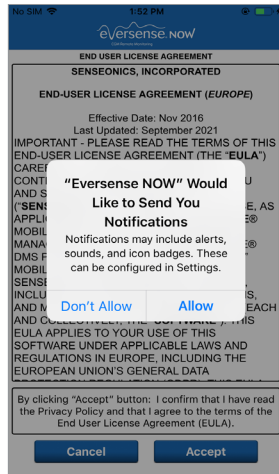 No SIM
1:52 PM
eversense NOW
END USER LICENSE AGREEMENT
SENSEONICS, INCORPORATED
END-USER LICENSE AGREEMENT (EUROPE)
Effective Date: Nov 2016
Last Updated: September 2021
IMPORTANT - PLEASE READ THE TERMS OF THIS
END-USER LICENSE AGREEMENT (THE "EULA")
CAREF
CONTI
U
AND S
("SENS
E, AS
APPLI
E®
MOBIL
MANA
E®
DMS P
MOBIL
SENSE
INCLU
S,
AND M
EACH
AND COLLECTIVELY, THE "SOFTWARE"). THIS
EULA APPLIES TO YOUR USE OF THIS
SOFTWARE UNDER APPLICABLE LAWS AND
REGULATIONS IN EUROPE, INCLUDING THE
EUROPEAN UNION'S GENERAL DATA
"Eversense NOW" Would
Like to Send You
Notifications
Notifications may include alerts,
sounds, and icon badges. These
can be configured in Settings.
Don't Allow
Allow
By clicking "Accept" button: I confirm that I have read
the Privacy Policy and that I agree to the terms of the
End User License Agreement (EULA).
Cancel
Accept